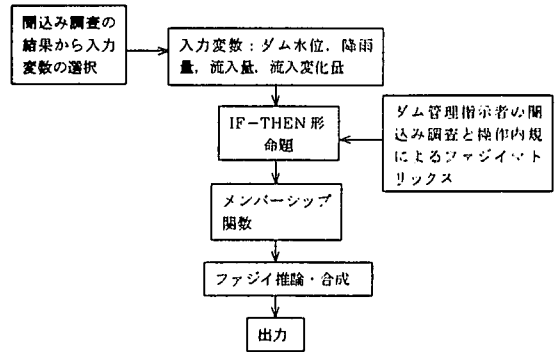 聞込み調査の
結果から入力
変数の選択
入力変数：ダム水位，降雨
量，流入量，流入変化量
IF－THEN形
命題
ダム管理指示者の聞
込み調査と操作内規
によるファジイマト
リックス
メンバーシップ
関数
ファジイ推論・合成
出力